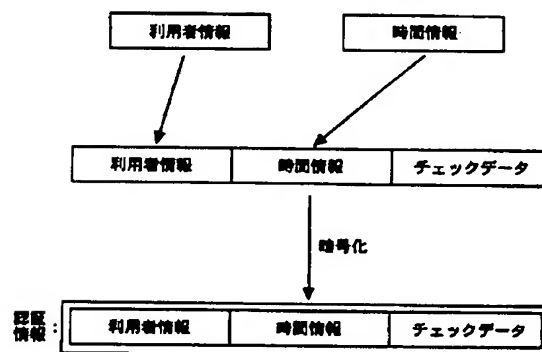 利用者情報 時間情報
利用者情報 時間情報 チェックデータ
暗号化
認証情報： 利用者情報 時間情報 チェックデータ